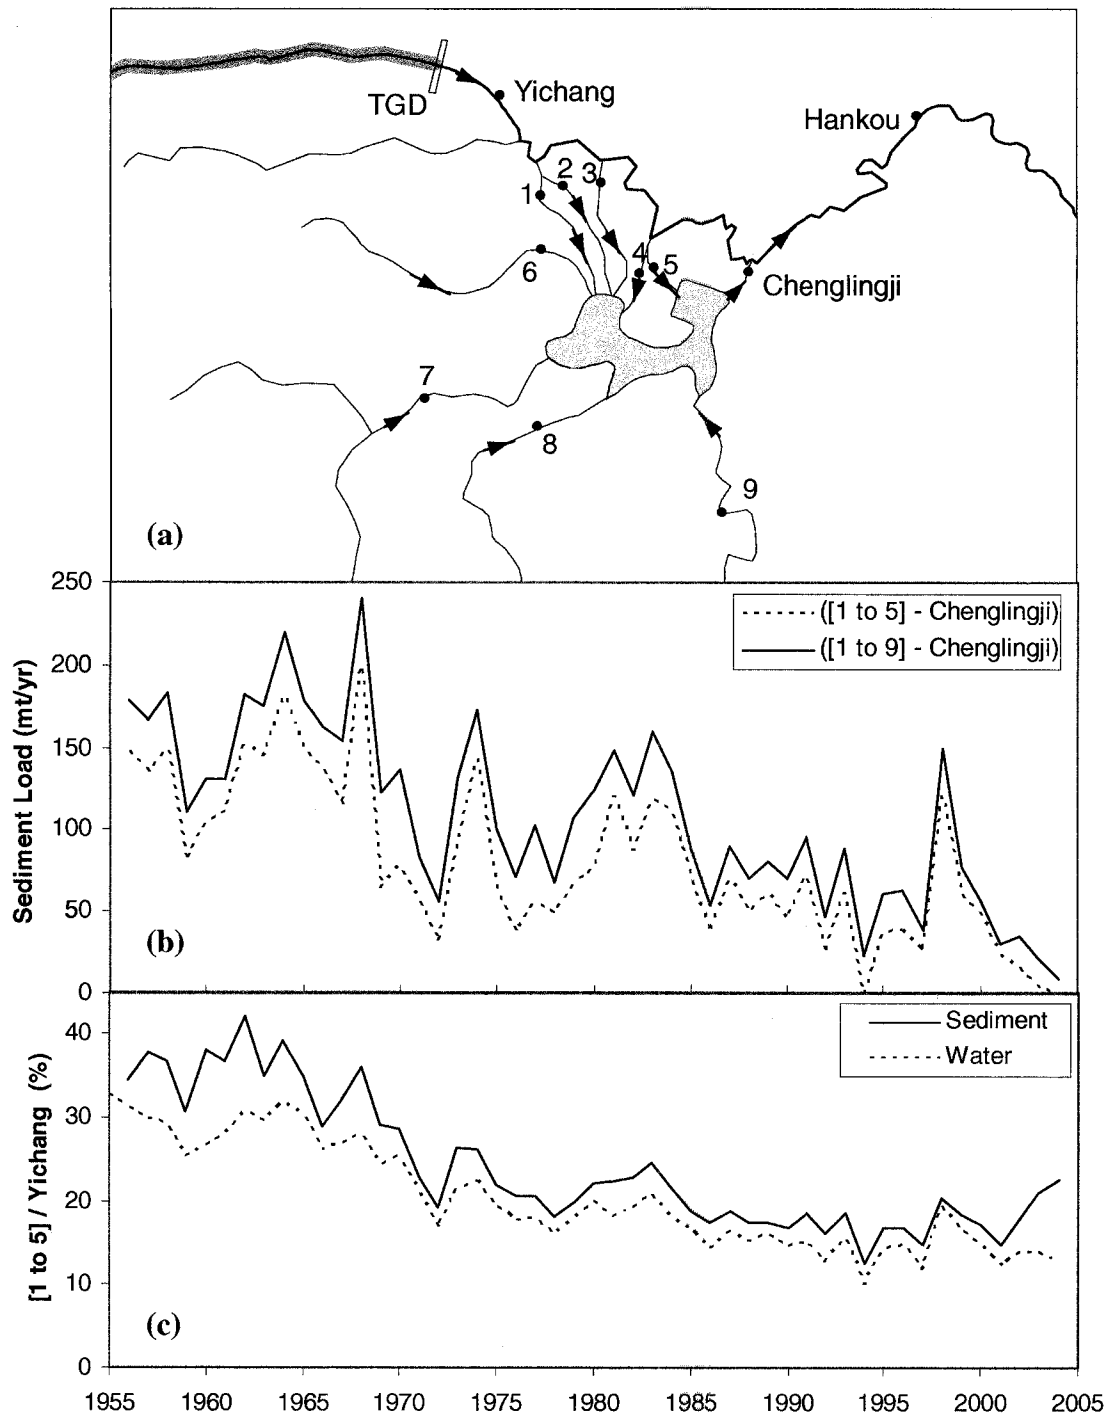 TGD
Yichang
Hankou
1
2
3
4
5
6
Chenglingji
7
8
9
(a)
250
200
150
100
50
0
Sediment Load (mt/yr)
([1 to 5] - Chenglingji)
([1 to 9] - Chenglingji)
(b)
40
30
20
10
0
[1 to 5] / Yichang (%)
Sediment
Water
(c)
1955 1960 1965 1970 1975 1980 1985 1990 1995 2000 2005